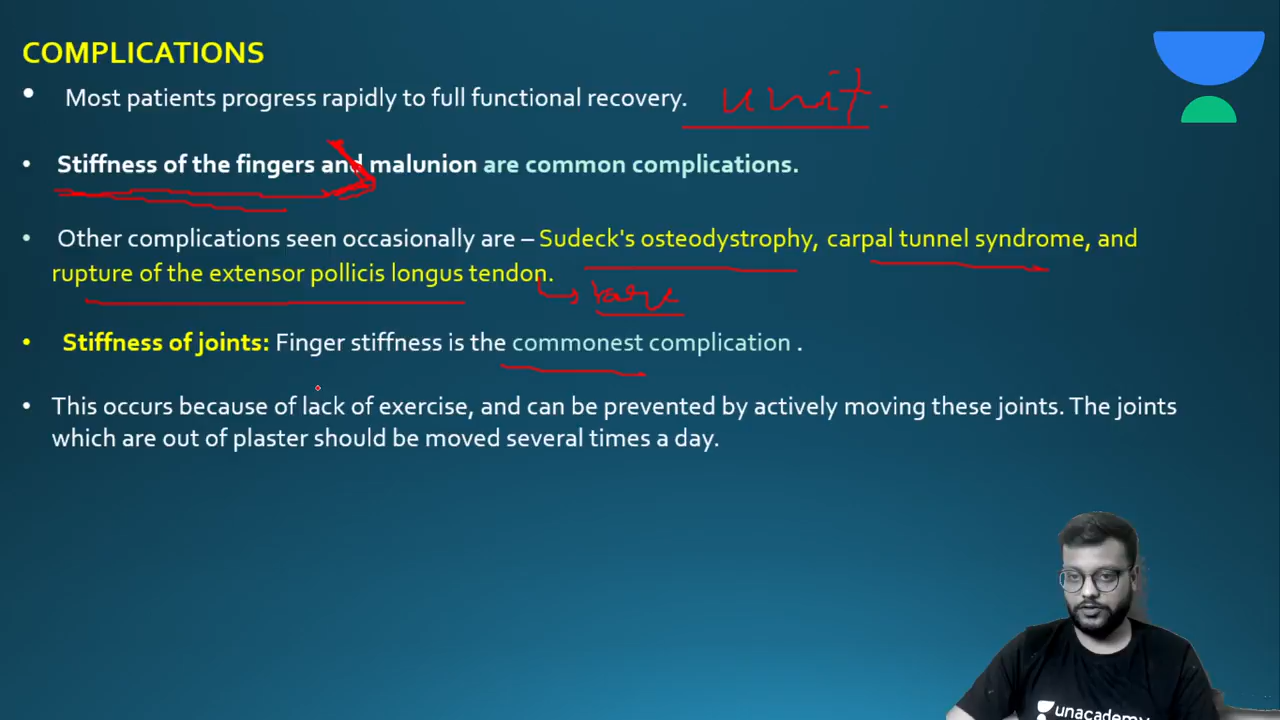 COMPLICATIONS
• Most patients progress rapidly to full functional recovery. unit.
• Stiffness of the fingers and malunion are common complications.
• Other complications seen occasionally are – Sudeck's osteodystrophy, carpal tunnel syndrome, and
rupture of the extensor pollicis longus tendon.
rare
• Stiffness of joints: Finger stiffness is the commonest complication .
• This occurs because of lack of exercise, and can be prevented by actively moving these joints. The joints
which are out of plaster should be moved several times a day.
unacademy